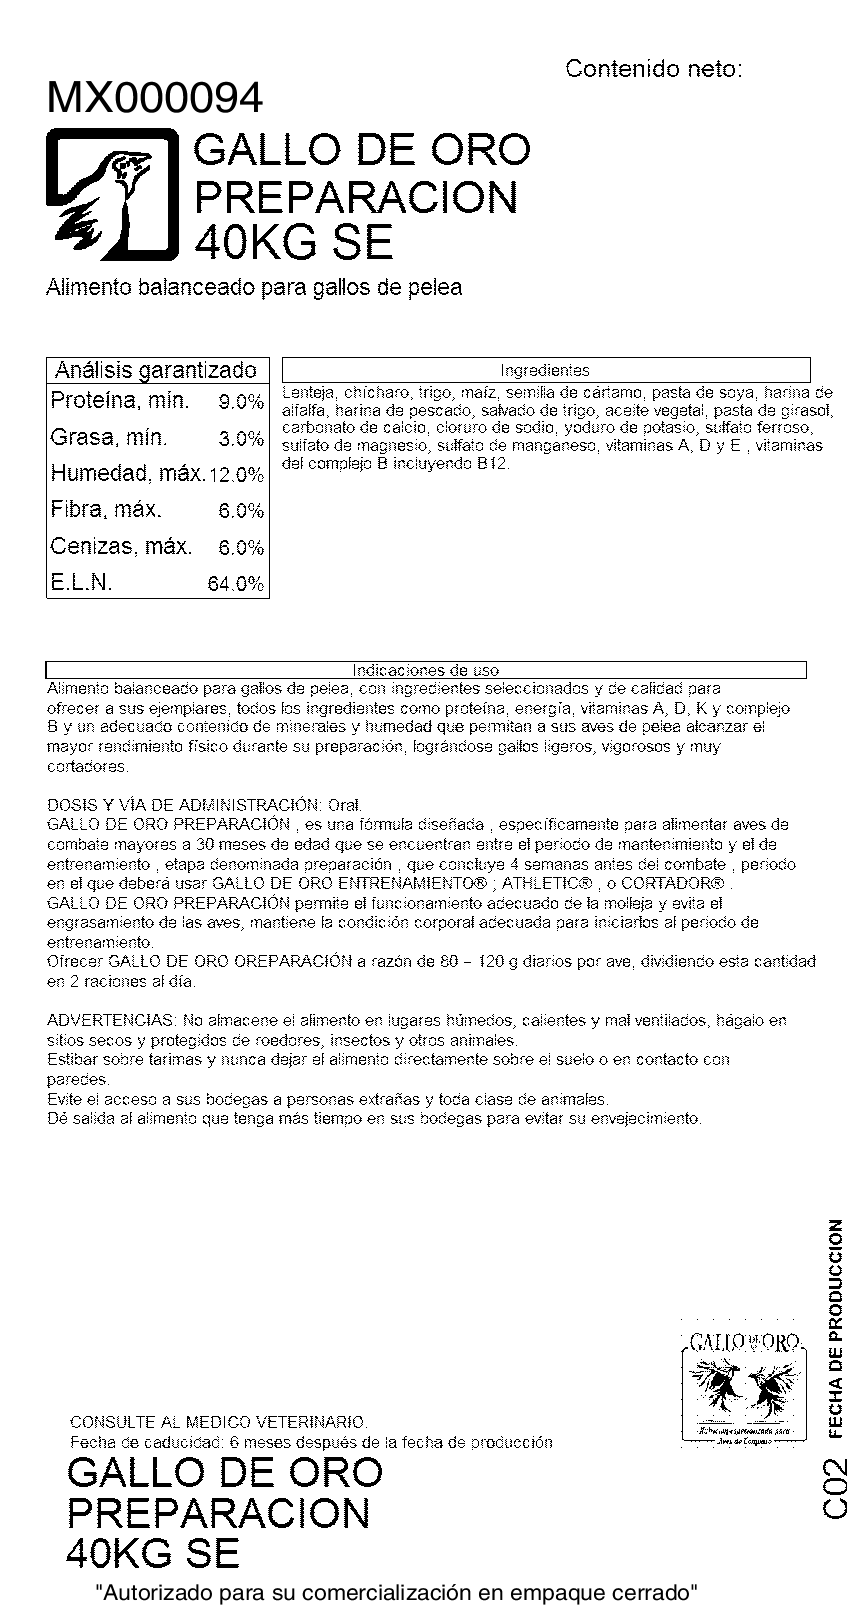 Contenido neto:
MX000094
GALLO DE ORO
PREPARACION
40KG SE
Alimento balanceado para gallos de pelea
Análisis garantizado
Proteína, mín. 9.0%
Grasa, mín. 3.0%
Humedad, máx. 12.0%
Fibra, máx. 6.0%
Cenizas, máx. 6.0%
E.L.N. 64.0%
Ingredientes
Lenteja, chícharo, trigo, maíz, semilla de cártamo, pasta de soya, harina de
alfalfa, harina de pescado, salvado de trigo, aceite vegetal, pasta de girasol,
carbonato de calcio, cloruro de sodio, yoduro de potasio, sulfato ferroso,
sulfato de magnesio, sulfato de manganeso, vitaminas A, D y E , vitaminas
del complejo B incluyendo B12.
Indicaciones de uso
Alimento balanceado para gallos de pelea, con ingredientes seleccionados y de calidad para
ofrecer a sus ejemplares, todos los ingredientes como proteína, energía, vitaminas A, D, K y complejo
B y un adecuado contenido de minerales y humedad que permitan a sus aves de pelea alcanzar el
mayor rendimiento físico durante su preparación, lográndose gallos ligeros, vigorosos y muy
cortadores.
DOSIS Y VÍA DE ADMINISTRACIÓN: Oral.
GALLO DE ORO PREPARACIÓN , es una fórmula diseñada , específicamente para alimentar aves de
combate mayores a 30 meses de edad que se encuentran entre el periodo de mantenimiento y el de
entrenamiento , etapa denominada preparación , que concluye 4 semanas antes del combate , periodo
en el que deberá usar GALLO DE ORO ENTRENAMIENTO® ; ATHLETIC® , o CORTADOR® .
GALLO DE ORO PREPARACIÓN permite el funcionamiento adecuado de la molleja y evita el
engrasamiento de las aves, mantiene la condición corporal adecuada para iniciarlos al periodo de
entrenamiento.
Ofrecer GALLO DE ORO OREPARACIÓN a razón de 80 – 120 g diarios por ave, dividiendo esta cantidad
en 2 raciones al día.
ADVERTENCIAS: No almacene el alimento en lugares húmedos, calientes y mal ventilados, hágalo en
sitios secos y protegidos de roedores, insectos y otros animales.
Estibar sobre tarimas y nunca dejar el alimento directamente sobre el suelo o en contacto con
paredes.
Evite el acceso a sus bodegas a personas extrañas y toda clase de animales.
Dé salida al alimento que tenga más tiempo en sus bodegas para evitar su envejecimiento.
FECHA DE PRODUCCION
C02
GALLO DE ORO
Aves de Combate
CONSULTE AL MEDICO VETERINARIO.
Fecha de caducidad: 6 meses después de la fecha de producción
GALLO DE ORO
PREPARACION
40KG SE
"Autorizado para su comercialización en empaque cerrado"